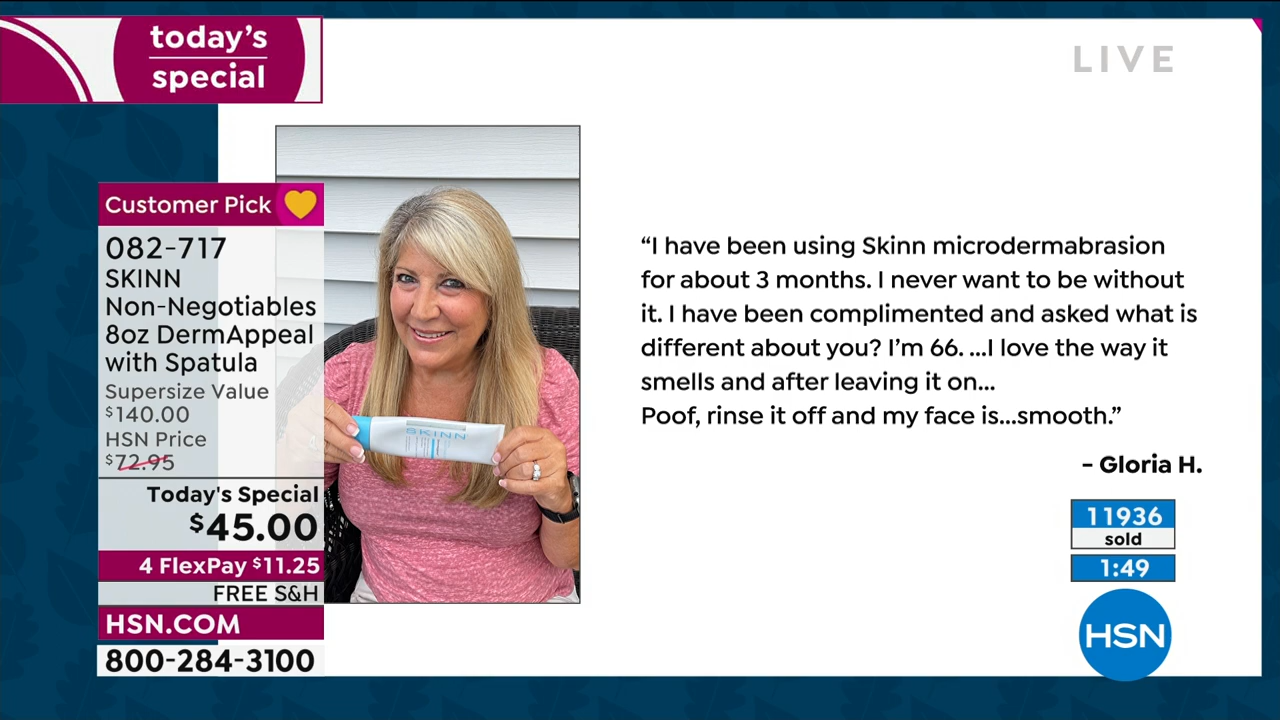 today's
special
LIVE
Customer Pick
082-717
SKINN
Non-Negotiables
8oz DermAppeal
with Spatula
Supersize Value
$140.00
HSN Price
$72.95
Today's Special
$45.00
4 FlexPay $11.25
FREE S&H
HSN.COM
800-284-3100
SKINN
“I have been using Skinn microdermabrasion
for about 3 months. I never want to be without
it. I have been complimented and asked what is
different about you? I’m 66. ...I love the way it
smells and after leaving it on...
Poof, rinse it off and my face is...smooth.”
– Gloria H.
11936
sold
1:49
HSN